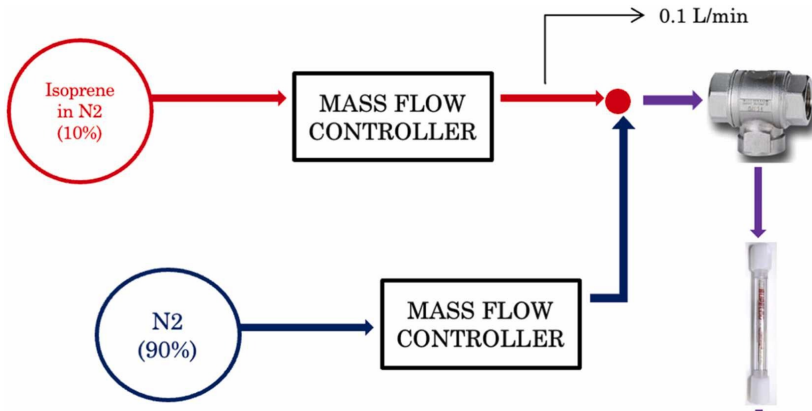 0.1 L/min
Isoprene
in N2
(10%)
MASS FLOW
CONTROLLER
N2
(90%)
MASS FLOW
CONTROLLER